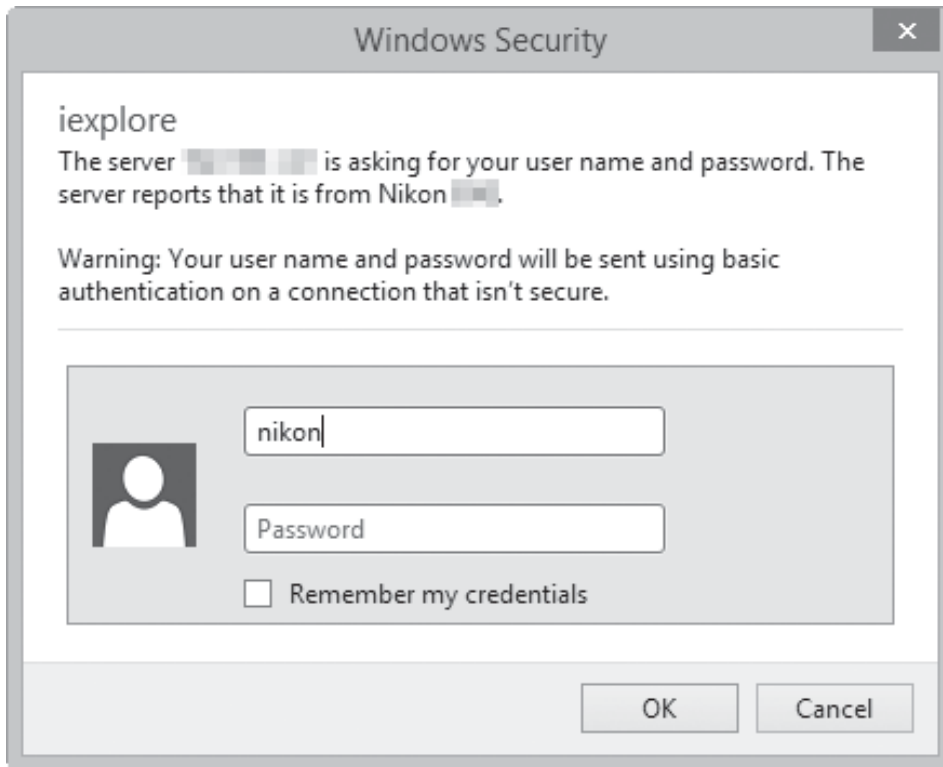 Windows Security
iexplore
The server is asking for your user name and password. The
server reports that it is from Nikon .
Warning: Your user name and password will be sent using basic
authentication on a connection that isn't secure.
nikon
Password
Remember my credentials
OK Cancel